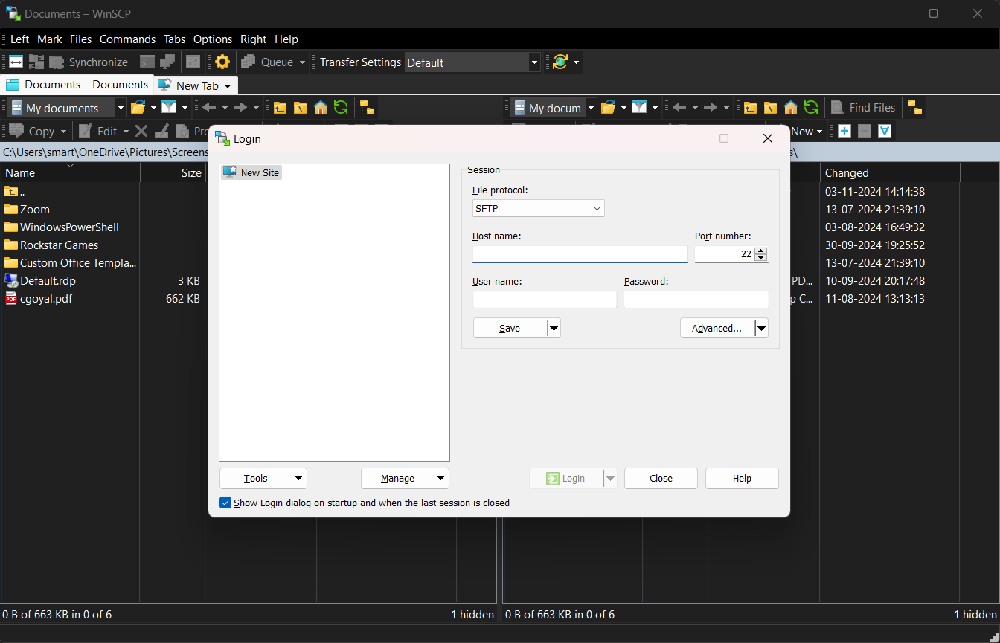 Documents – WinSCP
Left Mark Files Commands Tabs Options Right Help
Synchronize Queue Transfer Settings Default
Documents – Documents New Tab
My documents My docum Find Files
Copy Edit New
C:\Users\smart\OneDrive\Pictures\Screens
Name Size Changed
.. 03-11-2024 14:14:38
Zoom 13-07-2024 21:39:10
WindowsPowerShell 03-08-2024 16:49:32
Rockstar Games 30-09-2024 19:25:52
Custom Office Templa... 13-07-2024 21:39:10
Default.rdp 3 KB PD... 10-09-2024 20:17:48
cgoyal.pdf 662 KB p C... 11-08-2024 13:13:13
Login
New Site
Session
File protocol:
SFTP
Host name: Port number:
22
User name: Password:
Save Advanced...
Tools Manage Login Close Help
Show Login dialog on startup and when the last session is closed
0 B of 663 KB in 0 of 6 1 hidden 0 B of 663 KB in 0 of 6 1 hidden